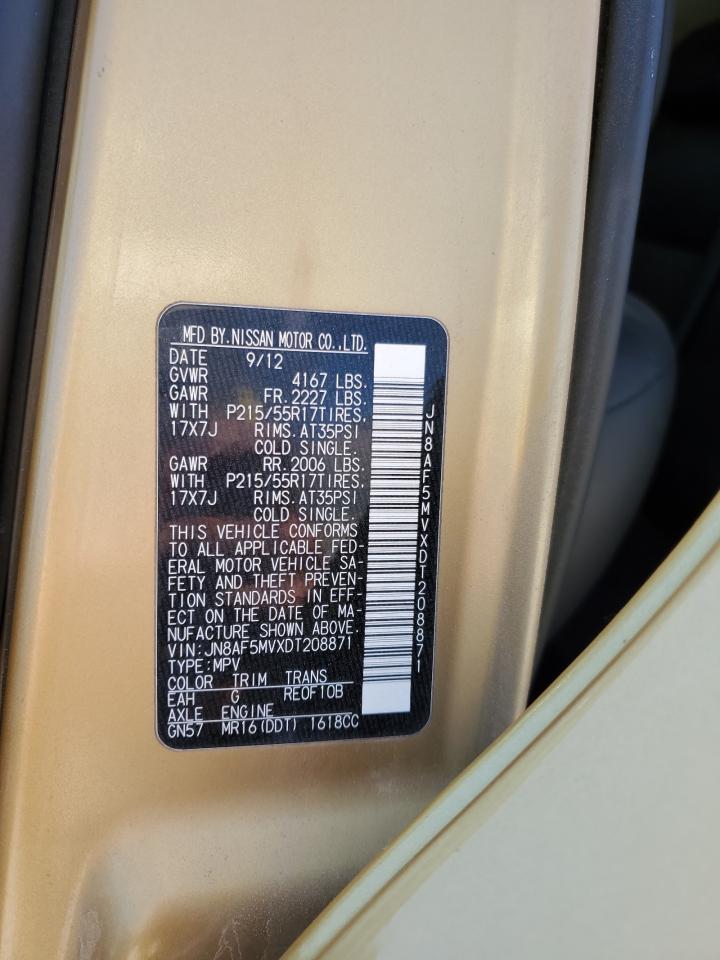 MFD BY.NISSAN MOTOR CO.,LTD.
DATE 9/12
GVWR 4167 LBS.
GAWR FR.2227 LBS.
WITH P215/55R17TIRES.
17X7J RIMS.AT35PSI
COLD SINGLE.
GAWR RR.2006 LBS.
WITH P215/55R17TIRES.
17X7J RIMS.AT35PSI
COLD SINGLE.
THIS VEHICLE CONFORMS
TO ALL APPLICABLE FED-
ERAL MOTOR VEHICLE SA-
FETY AND THEFT PREVEN-
TION STANDARDS IN EFF-
ECT ON THE DATE OF MA-
NUFACTURE SHOWN ABOVE.
VIN:JN8AF5MVXDT208871
TYPE:MPV
COLOR TRIM TRANS
EAH G RE0F10B
AXLE ENGINE
GN57 MR16(DDT) 1618CC
JN8AF5MVXDT208871